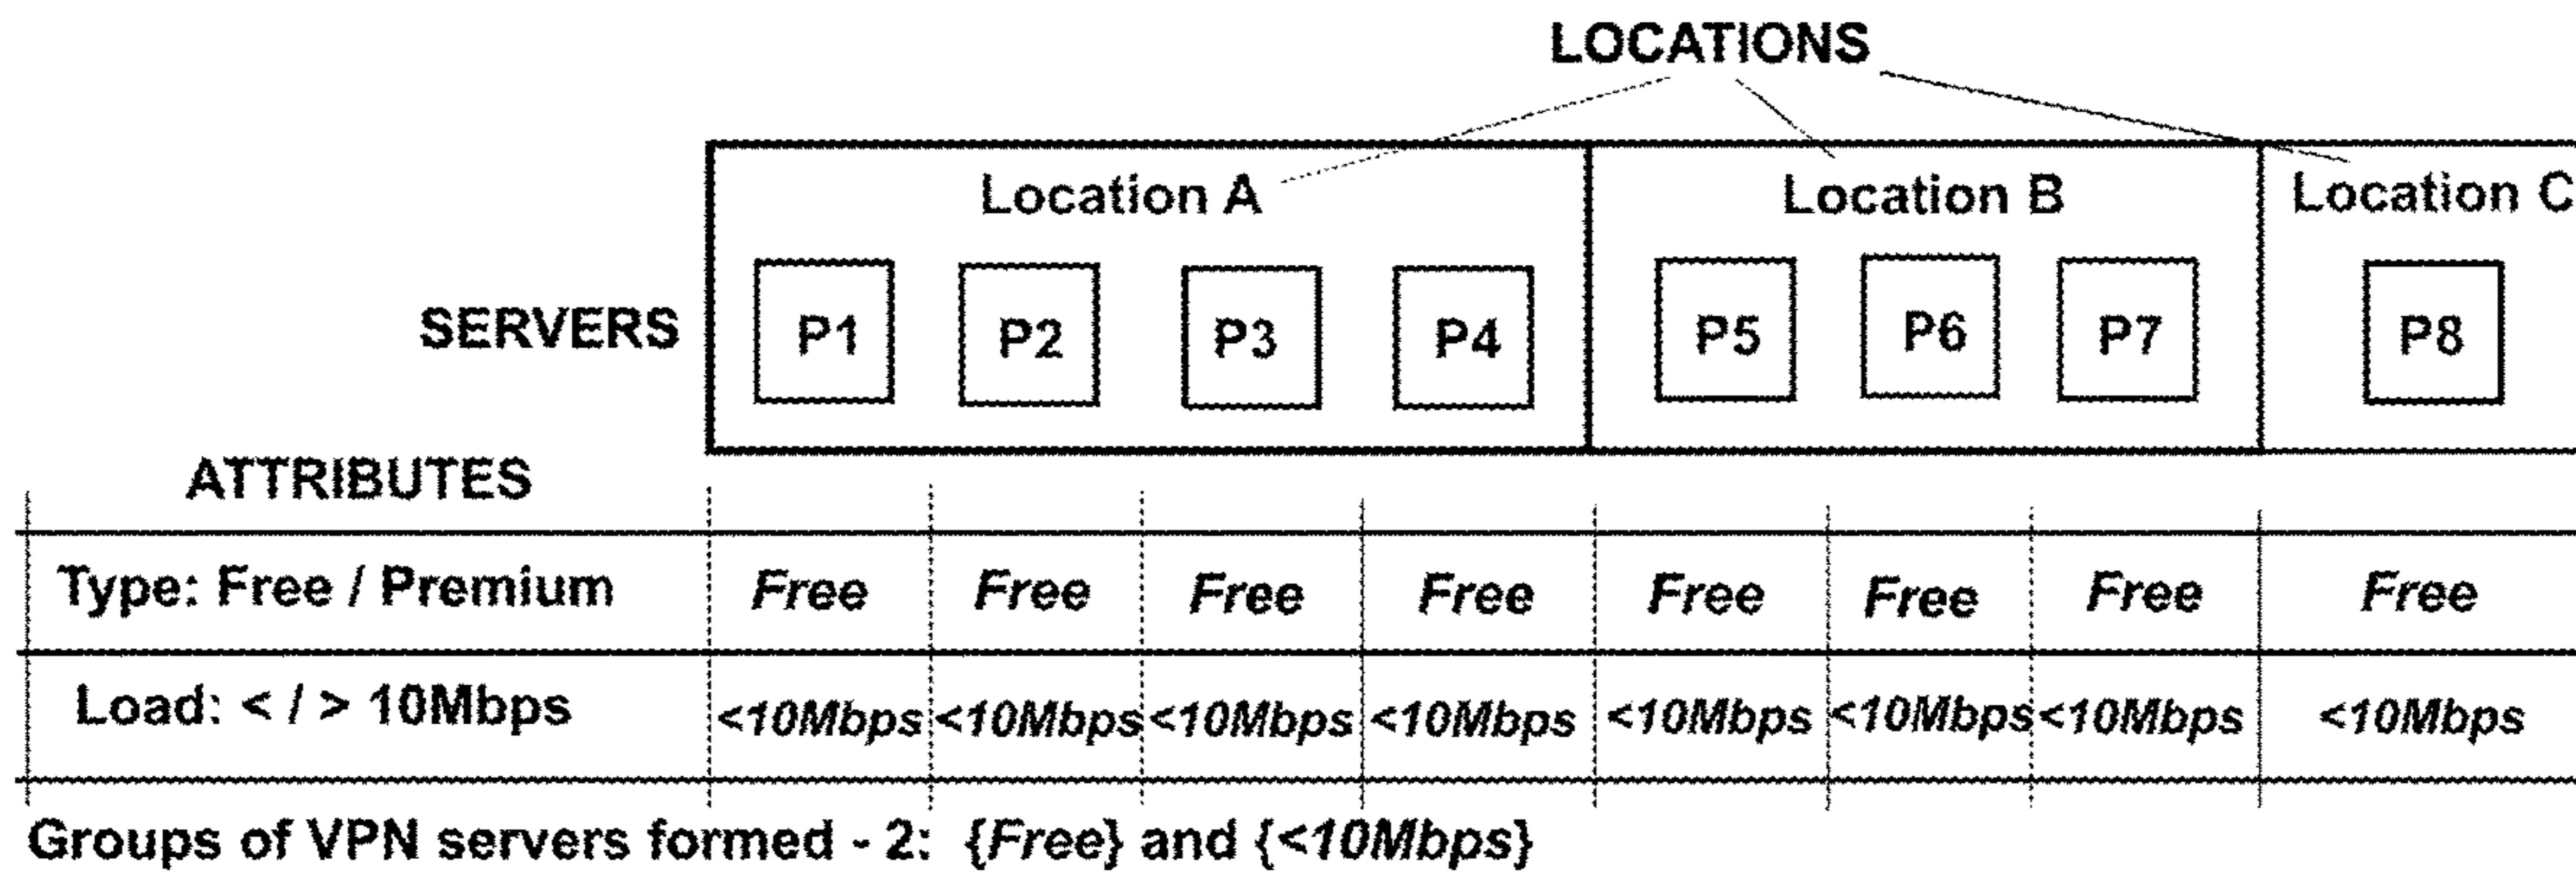 LOCATIONS
Location A Location B Location C
SERVERS P1 P2 P3 P4 P5 P6 P7 P8
ATTRIBUTES
Type: Free / Premium Free Free Free Free Free Free Free Free
Load: < / > 10Mbps <10Mbps <10Mbps <10Mbps <10Mbps <10Mbps <10Mbps <10Mbps <10Mbps
Groups of VPN servers formed - 2: {Free} and {<10Mbps}